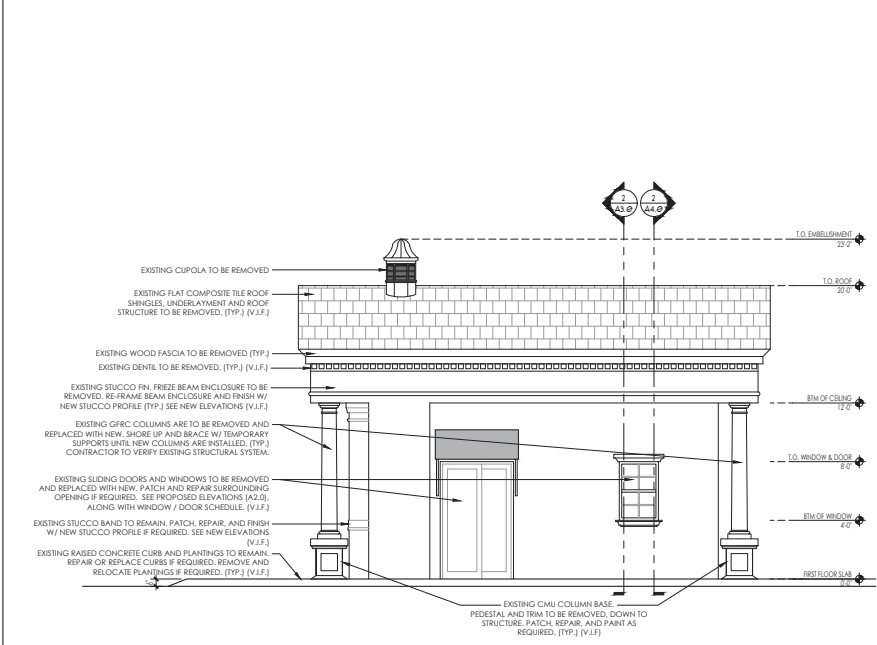 2
A3.0
2
A4.0
T.O. EMBELLISHMENT
23'-2"
EXISTING CUPOLA TO BE REMOVED
T.O. ROOF
20'-0"
EXISTING FLAT COMPOSITE TILE ROOF
SHINGLES, UNDERLAYMENT AND ROOF
STRUCTURE TO BE REMOVED, (TYP.) (V.I.F.)
EXISTING WOOD FASCIA TO BE REMOVED (TYP.)
EXISTING DENTIL TO BE REMOVED, (TYP.) (V.I.F.)
EXISTING STUCCO FIN. FRIEZE BEAM ENCLOSURE TO BE
REMOVED. RE-FRAME BEAM ENCLOSURE AND FINISH W/
NEW STUCCO PROFILE (TYP.) SEE NEW ELEVATIONS (V.I.F.)
BTM OF CEILING
12'-0"
EXISTING GFRC COLUMNS ARE TO BE REMOVED AND
REPLACED WITH NEW. SHORE UP AND BRACE W/ TEMPORARY
SUPPORTS UNTIL NEW COLUMNS ARE INSTALLED, (TYP.)
CONTRACTOR TO VERIFY EXISTING STRUCTURAL SYSTEM.
T.O. WINDOW & DOOR
8'-0"
EXISTING SLIDING DOORS AND WINDOWS TO BE REMOVED
AND REPLACED WITH NEW. PATCH AND REPAIR SURROUNDING
OPENING IF REQUIRED. SEE PROPOSED ELEVATIONS (A2.0),
ALONG WITH WINDOW / DOOR SCHEDULE. (V.I.F.)
BTM OF WINDOW
4'-0"
EXISTING STUCCO BAND TO REMAIN. PATCH, REPAIR, AND FINISH
W/ NEW STUCCO PROFILE IF REQUIRED. SEE NEW ELEVATIONS
(V.I.F.)
EXISTING RAISED CONCRETE CURB AND PLANTINGS TO REMAIN.
REPAIR OR REPLACE CURBS IF REQUIRED. REMOVE AND
RELOCATE PLANTINGS IF REQUIRED. (TYP.) (V.I.F.)
FIRST FLOOR SLAB
0'-0"
EXISTING CMU COLUMN BASE.
PEDESTAL AND TRIM TO BE REMOVED, DOWN TO
STRUCTURE. PATCH, REPAIR, AND PAINT AS
REQUIRED, (TYP.) (V.I.F)